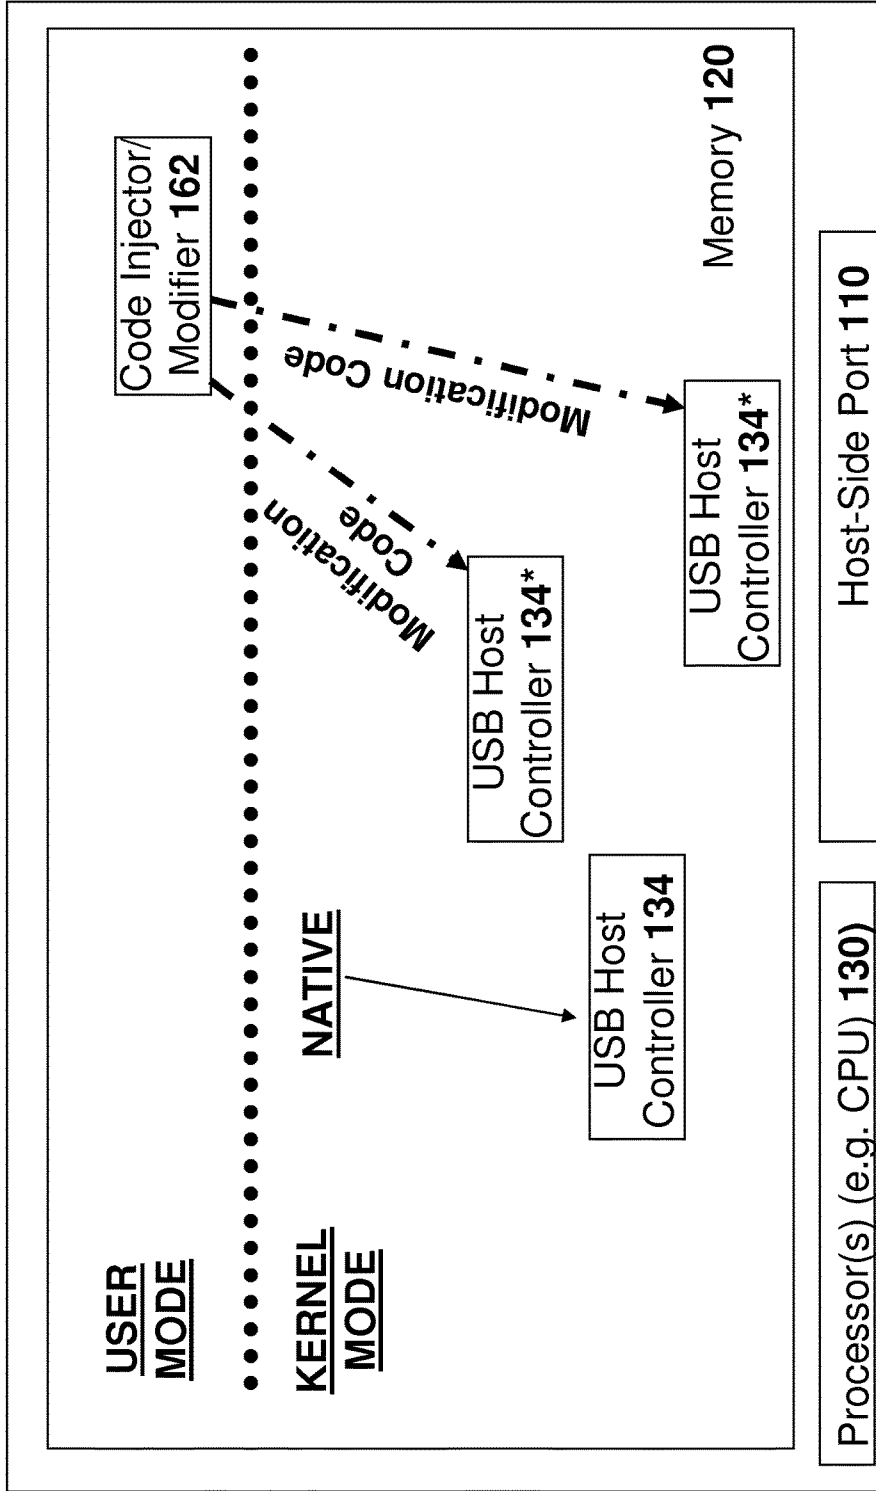 USER
MODE
Code Injector/
Modifier 162
KERNEL
MODE
NATIVE
Modification
Code
Modification Code
USB Host
Controller 134
USB Host
Controller 134*
USB Host
Controller 134*
Memory 120
Processor(s) (e.g. CPU) 130)
Host-Side Port 110